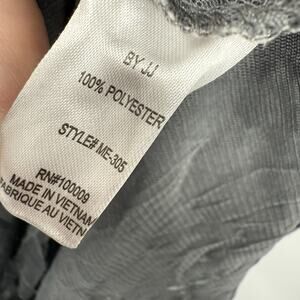 BY JJ
100% POLYESTER
STYLE# ME-305
RN#100009
MADE IN VIETNAM
FABRIQUE AU VIETN